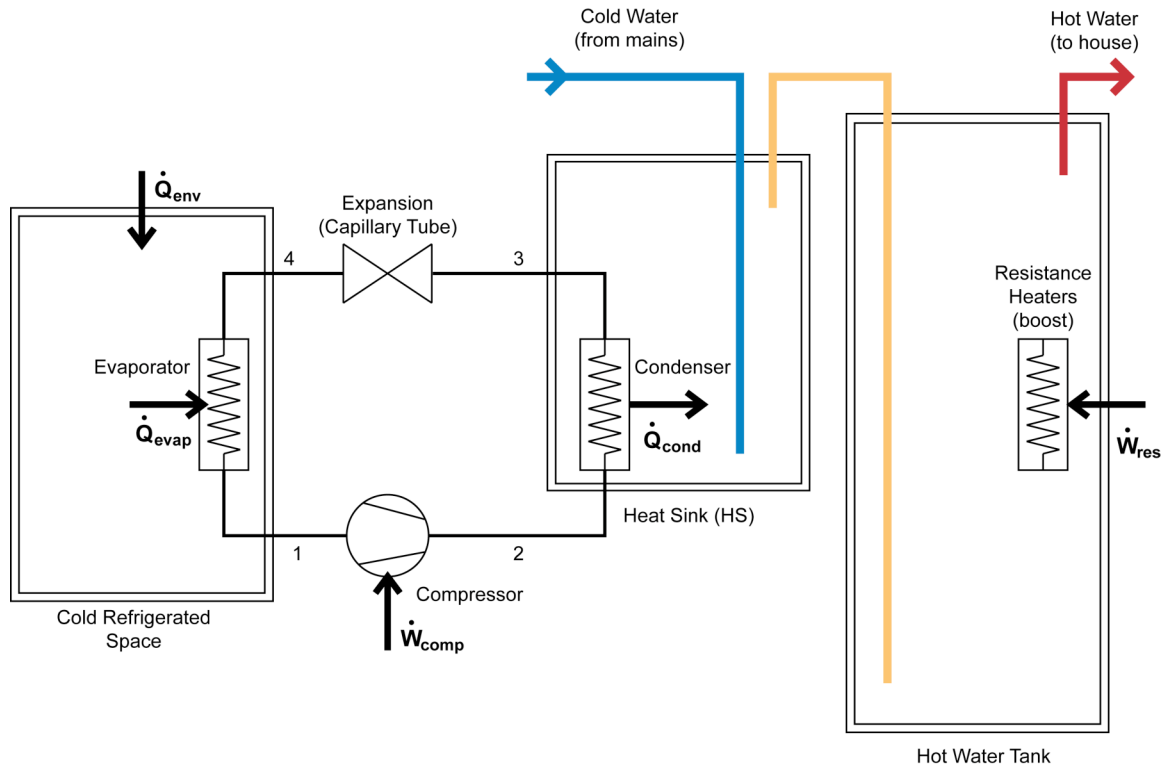 Cold Water
(from mains)
Hot Water
(to house)
Q̇env
Expansion
(Capillary Tube)
4
3
Resistance
Heaters
(boost)
Evaporator
Condenser
Q̇evap
Q̇cond
Ẇres
Heat Sink (HS)
1
2
Compressor
Cold Refrigerated
Space
Ẇcomp
Hot Water Tank